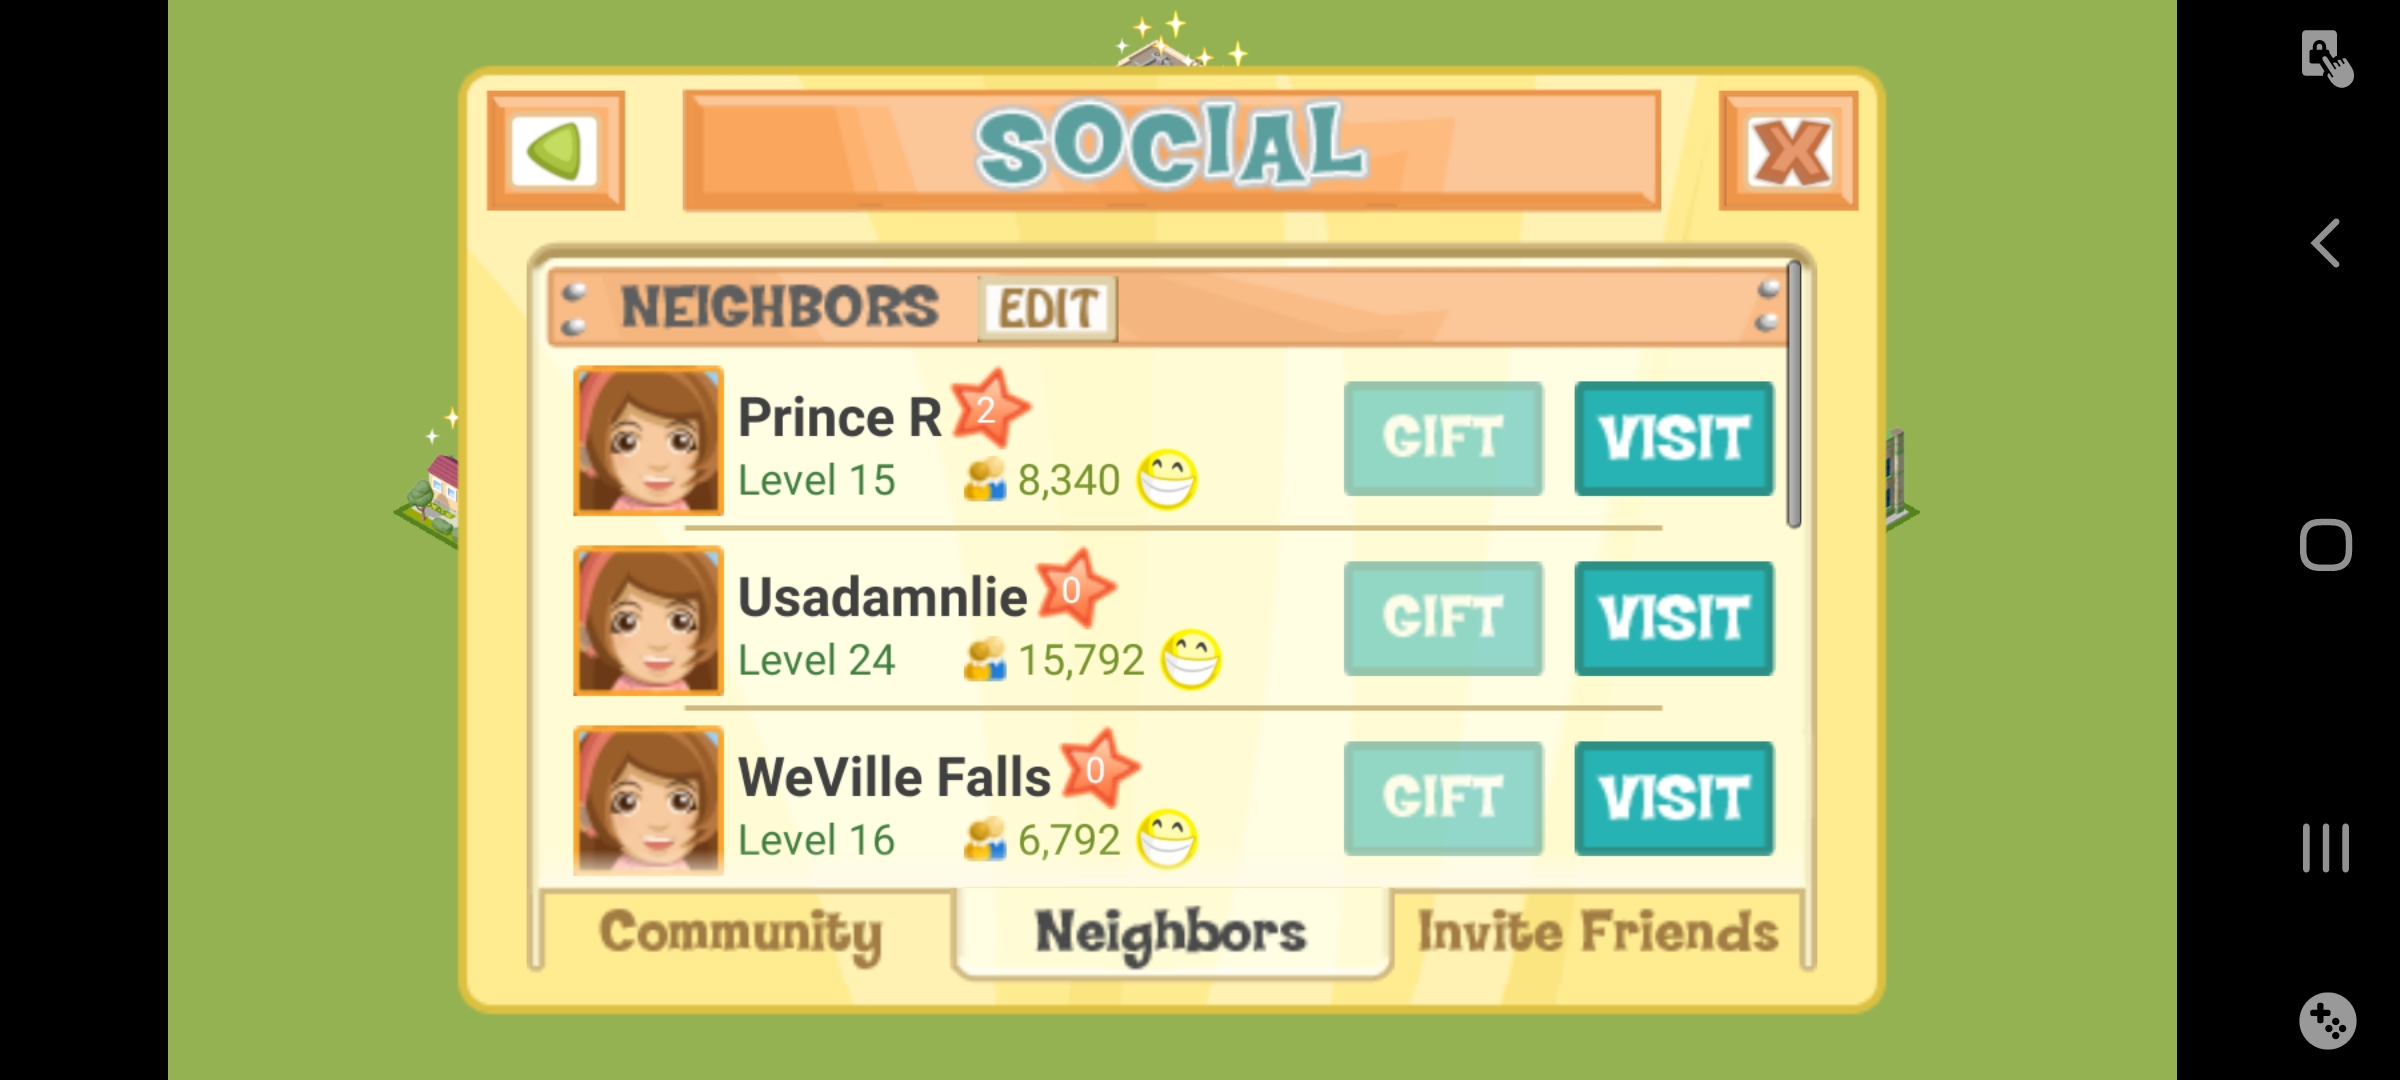 SOCIAL
NEIGHBORS EDIT
Prince R 2
Level 15 8,340
GIFT VISIT
Usadamnlie 0
Level 24 15,792
GIFT VISIT
WeVille Falls 0
Level 16 6,792
GIFT VISIT
Community Neighbors Invite Friends